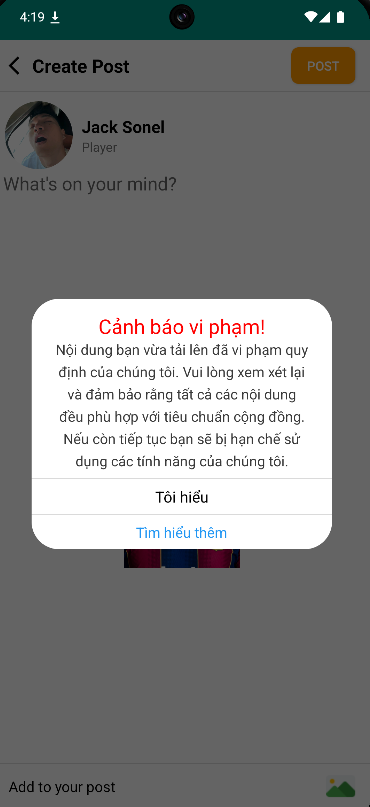 4:19
Create Post
POST
Jack Sonel
Player
What's on your mind?
Cảnh báo vi phạm!
Nội dung bạn vừa tải lên đã vi phạm quy
định của chúng tôi. Vui lòng xem xét lại
và đảm bảo rằng tất cả các nội dung
đều phù hợp với tiêu chuẩn cộng đồng.
Nếu còn tiếp tục bạn sẽ bị hạn chế sử
dụng các tính năng của chúng tôi.
Tôi hiểu
Tìm hiểu thêm
Add to your post